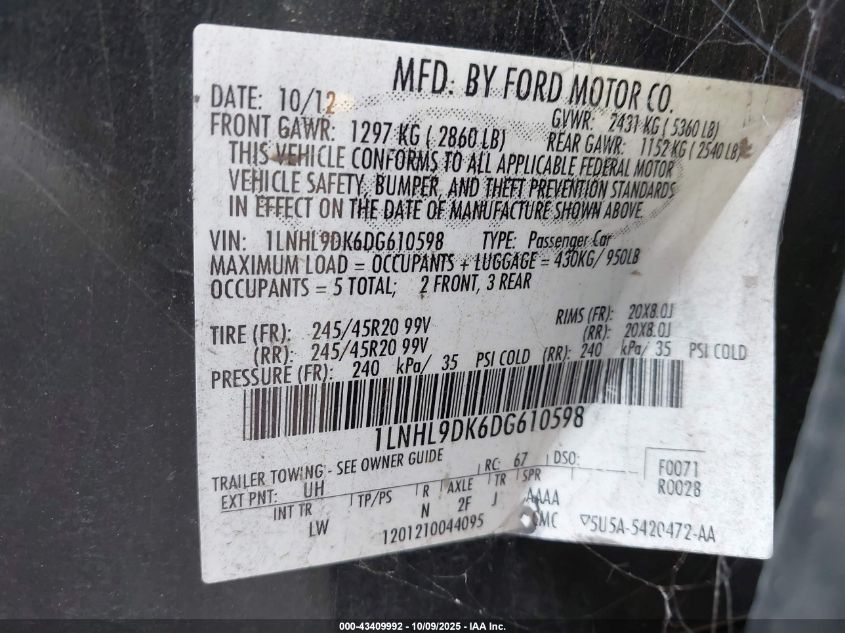 MFD. BY FORD MOTOR CO.
DATE: 10/12 GVWR: 2431 KG ( 5360 LB)
FRONT GAWR: 1297 KG ( 2860 LB) REAR GAWR: 1152 KG ( 2540 LB)
THIS VEHICLE CONFORMS TO ALL APPLICABLE FEDERAL MOTOR
VEHICLE SAFETY, BUMPER, AND THEFT PREVENTION STANDARDS
IN EFFECT ON THE DATE OF MANUFACTURE SHOWN ABOVE.
VIN: 1LNHL9DK6DG610598 TYPE: Passenger Car
MAXIMUM LOAD = OCCUPANTS + LUGGAGE = 430KG/ 950LB
OCCUPANTS = 5 TOTAL; 2 FRONT, 3 REAR
TIRE (FR): 245/45R20 99V RIMS (FR): 20X8.0J
(RR): 245/45R20 99V (RR): 20X8.0J
PRESSURE (FR): 240 kPa/ 35 PSI COLD (RR): 240 kPa/ 35 PSI COLD
1LNHL9DK6DG610598
TRAILER TOWING - SEE OWNER GUIDE RC: 67 DSO: F0071
EXT PNT: UH R0028
INT TR TP/PS R AXLE TR SPR
LW N 2F J AAAA
1201210044095 MC ▽5U5A-5420472-AA
000-43409992 - 10/09/2025 - IAA Inc.